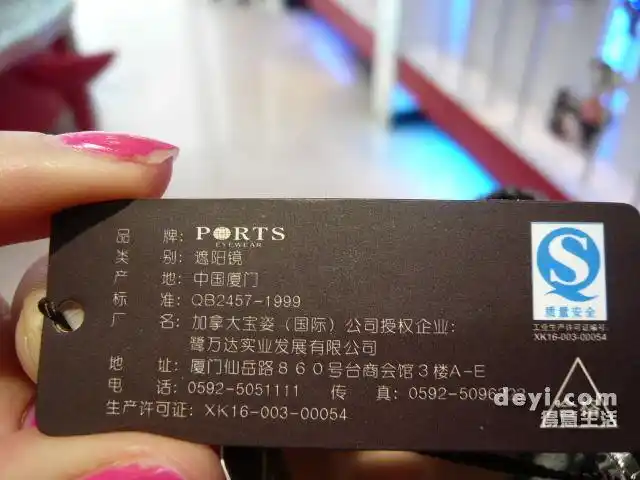 品 牌: PORTS
EYEWEAR
类 别: 遮阳镜
产 地: 中国厦门
标 准: QB2457-1999
厂 名: 加拿大宝姿(国际)公司授权企业:
鹭万达实业发展有限公司
地 址: 厦门仙岳路860号台商会馆3楼A-E
电 话: 0592-5051111 传 真: 0592-5096
生产许可证: XK16-003-00054
S
质量安全
工业生产许可证编号:
XK16-003-00054
deyi.com
得意生活